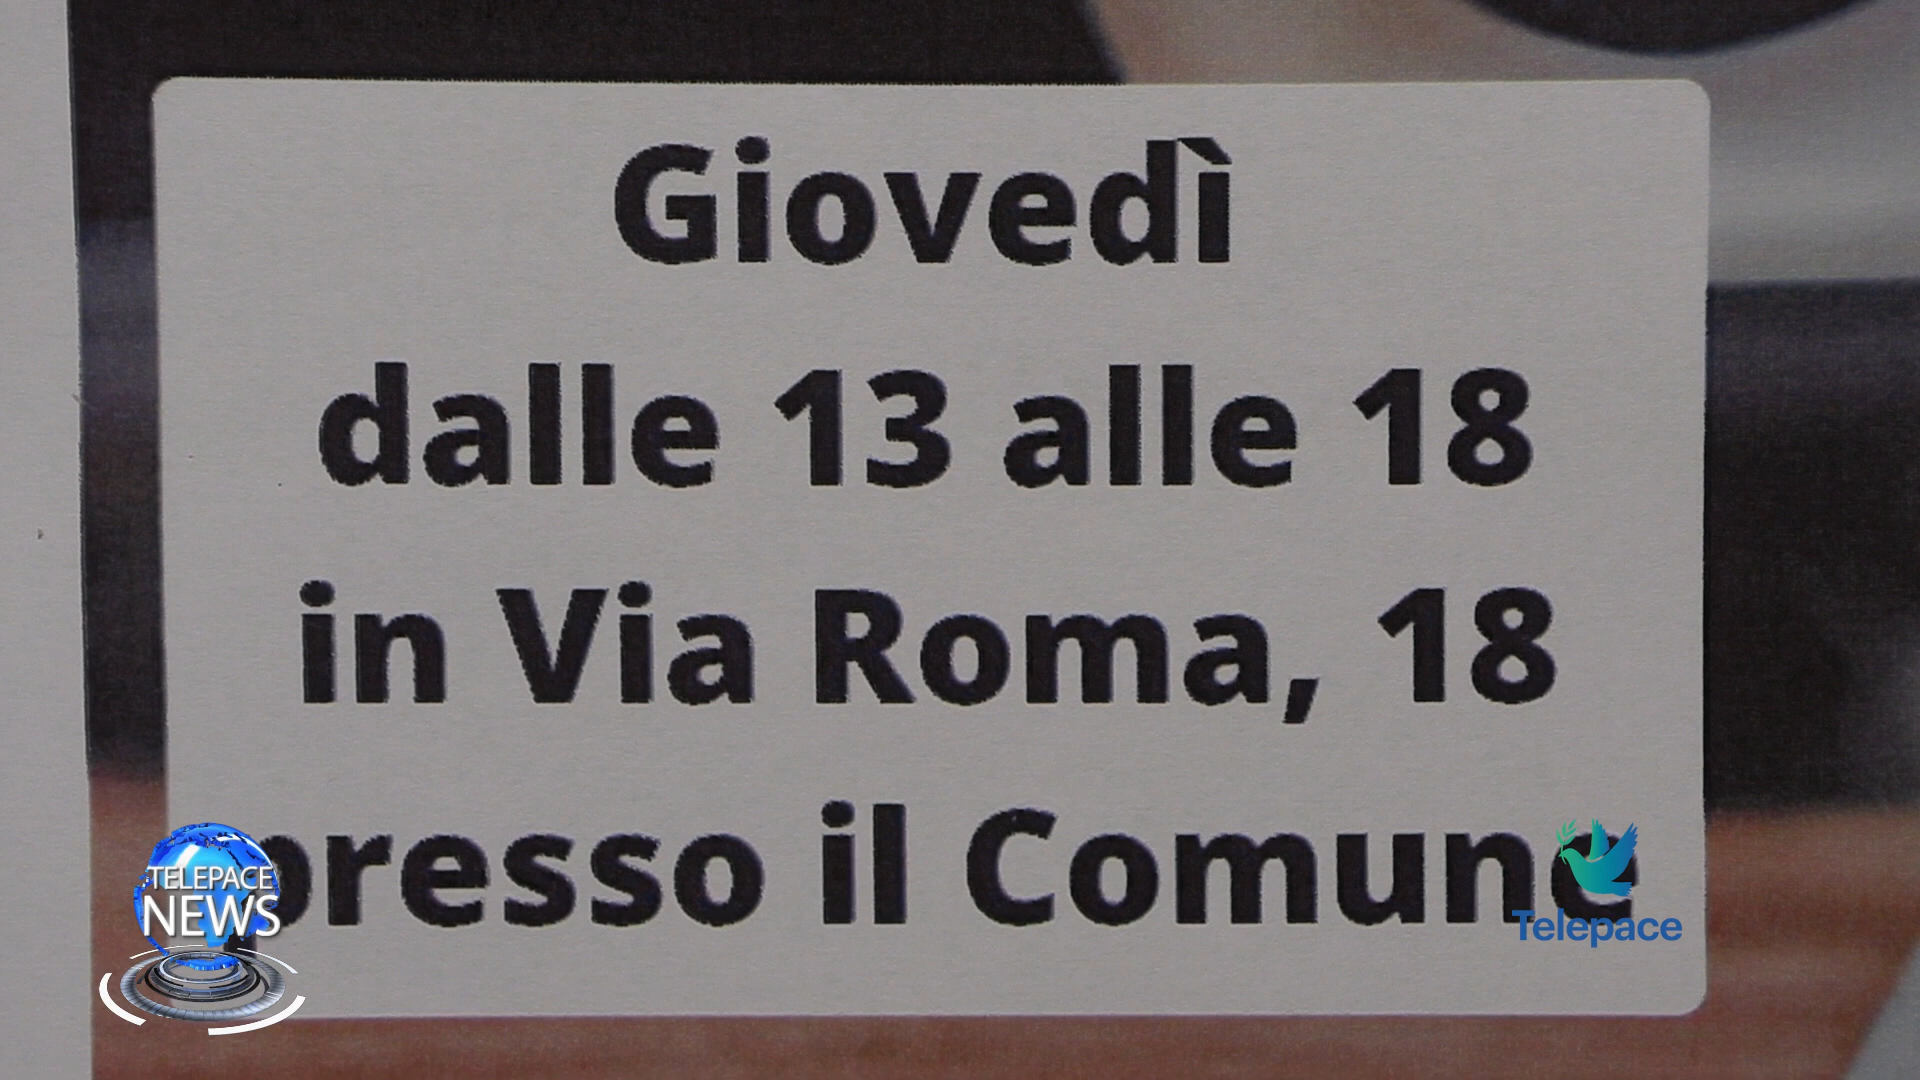 Giovedì
dalle 13 alle 18
in Via Roma, 18
presso il Comune
TELEPACE
NEWS
Telepace